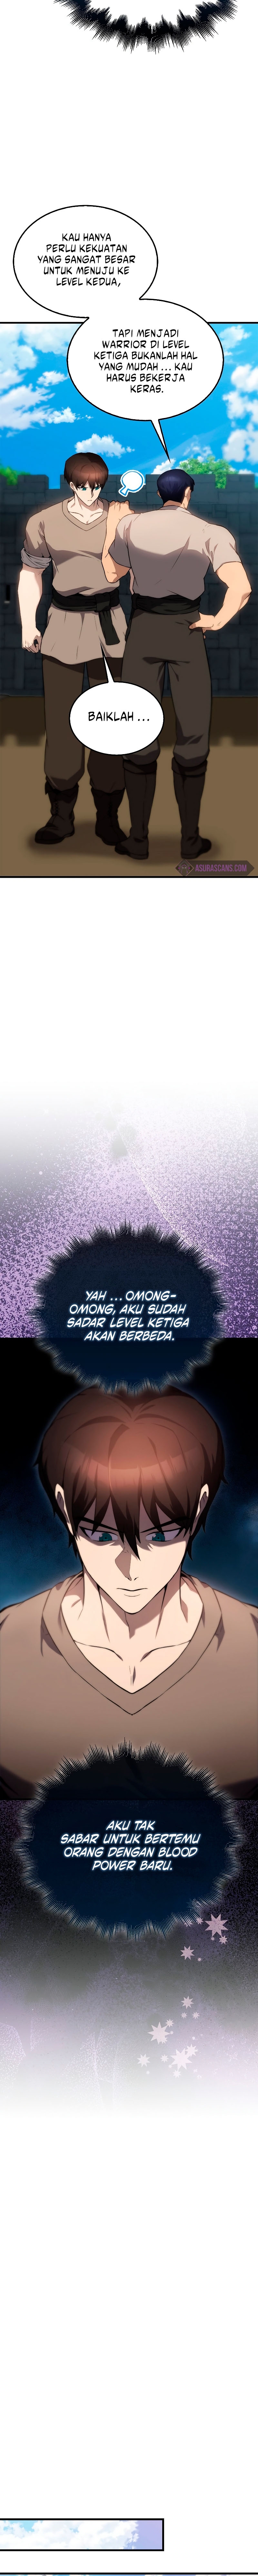 KAU HANYA
PERLU KEKUATAN
YANG SANGAT BESAR
UNTUK MENUJU KE
LEVEL KEDUA,
TAPI MENJADI
WARRIOR DI LEVEL
KETIGA BUKANLAH HAL
YANG MUDAH ... KAU
HARUS BEKERJA
KERAS.
BAIKLAH ...
ASURASCANS.COM
YAH ... OMONG-
OMONG, AKU SUDAH
SADAR LEVEL KETIGA
AKAN BERBEDA.
AKU TAK
SABAR UNTUK BERTEMU
ORANG DENGAN BLOOD
POWER BARU.